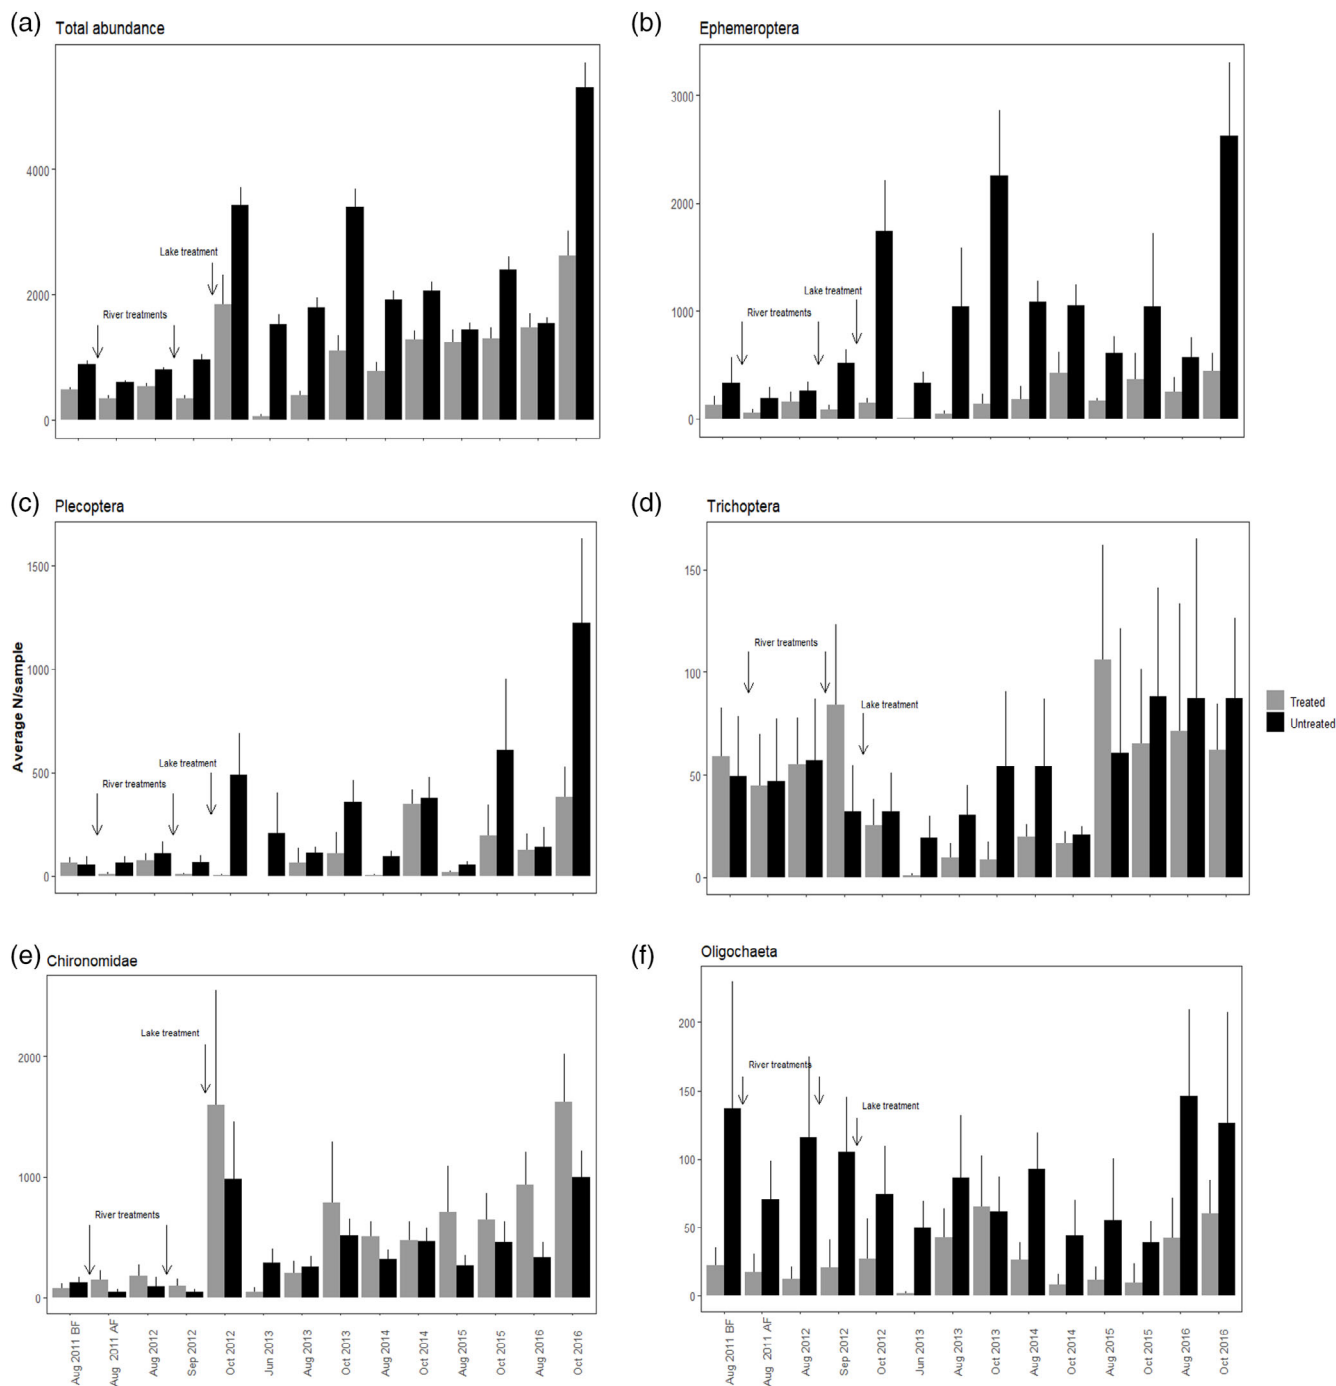 (a)
Total abundance
4000
2000
0
River treatments
Lake treatment
(b)
Ephemeroptera
3000
2000
1000
0
River treatments
Lake treatment
(c)
Plecoptera
Average N/sample
1500
1000
500
0
River treatments
Lake treatment
(d)
Trichoptera
150
100
50
0
River treatments
Lake treatment
Treated
Untreated
(e)
Chironomidae
2000
1000
0
River treatments
Lake treatment
Aug 2011 BF
Aug 2011 AF
Aug 2012
Sep 2012
Oct 2012
Jun 2013
Aug 2013
Oct 2013
Aug 2014
Oct 2014
Aug 2015
Oct 2015
Aug 2016
Oct 2016
(f)
Oligochaeta
200
150
100
50
0
River treatments
Lake treatment
Aug 2011 BF
Aug 2011 AF
Aug 2012
Sep 2012
Oct 2012
Jun 2013
Aug 2013
Oct 2013
Aug 2014
Oct 2014
Aug 2015
Oct 2015
Aug 2016
Oct 2016